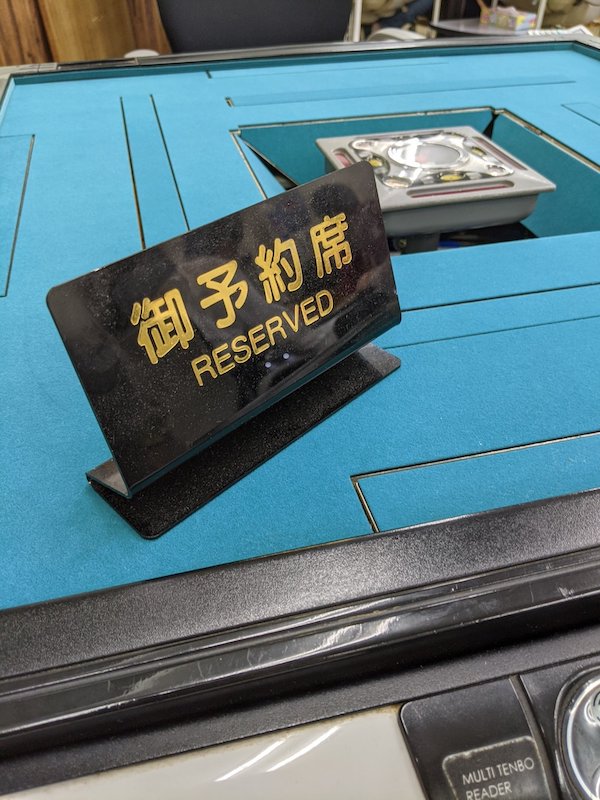 御予約席
RESERVED
MULTI TENBO
READER